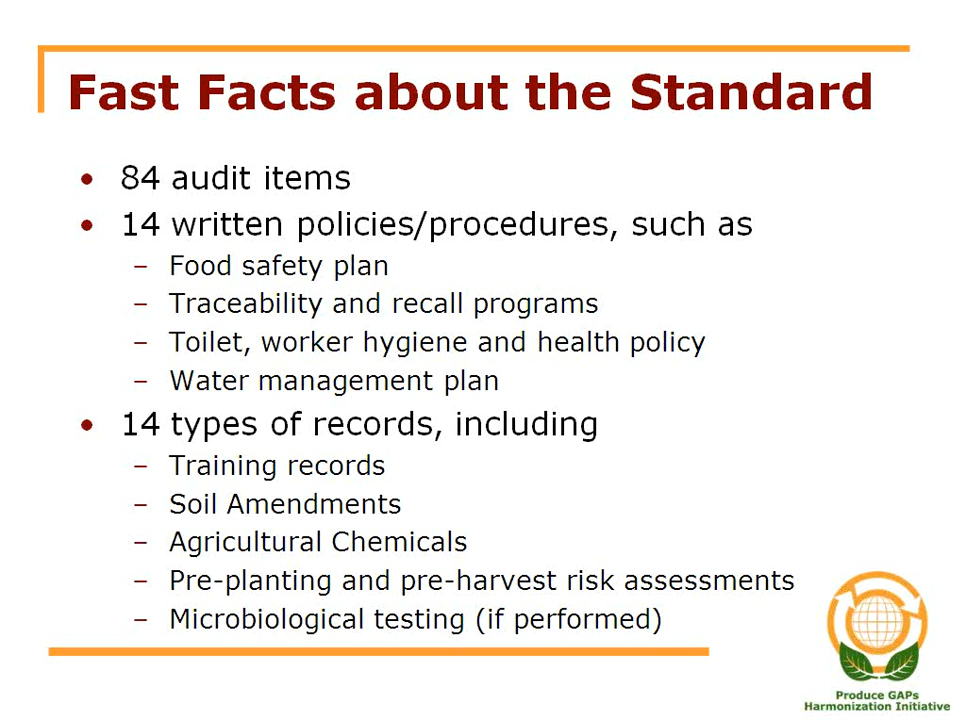 Fast Facts about the Standard
• 84 audit items
• 14 written policies/procedures, such as
– Food safety plan
– Traceability and recall programs
– Toilet, worker hygiene and health policy
– Water management plan
• 14 types of records, including
– Training records
– Soil Amendments
– Agricultural Chemicals
– Pre-planting and pre-harvest risk assessments
– Microbiological testing (if performed)
Produce GAPs
Harmonization Initiative